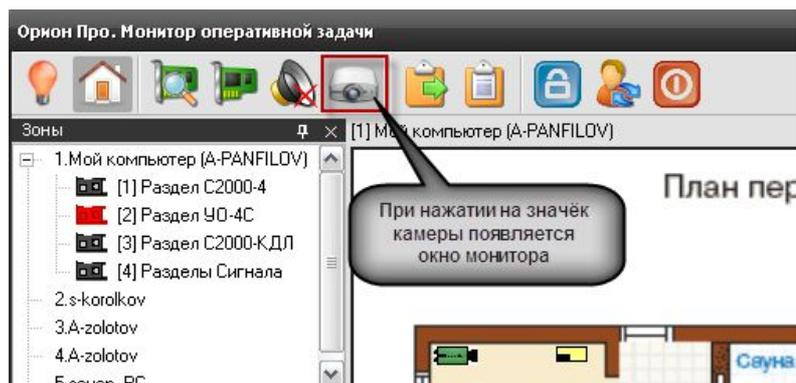 Орион Про. Монитор оперативной задачи
Зоны
[1] Мой компьютер (A-PANFILOV)
1.Мой компьютер (A-PANFILOV)
[1] Раздел С2000-4
[2] Раздел УО-4С
[3] Раздел С2000-КДЛ
[4] Разделы Сигнала
2.s-korolkov
3.A-zolotov
4.A-zolotov
При нажатии на значёк
камеры появляется
окно монитора
План пер
Сауна